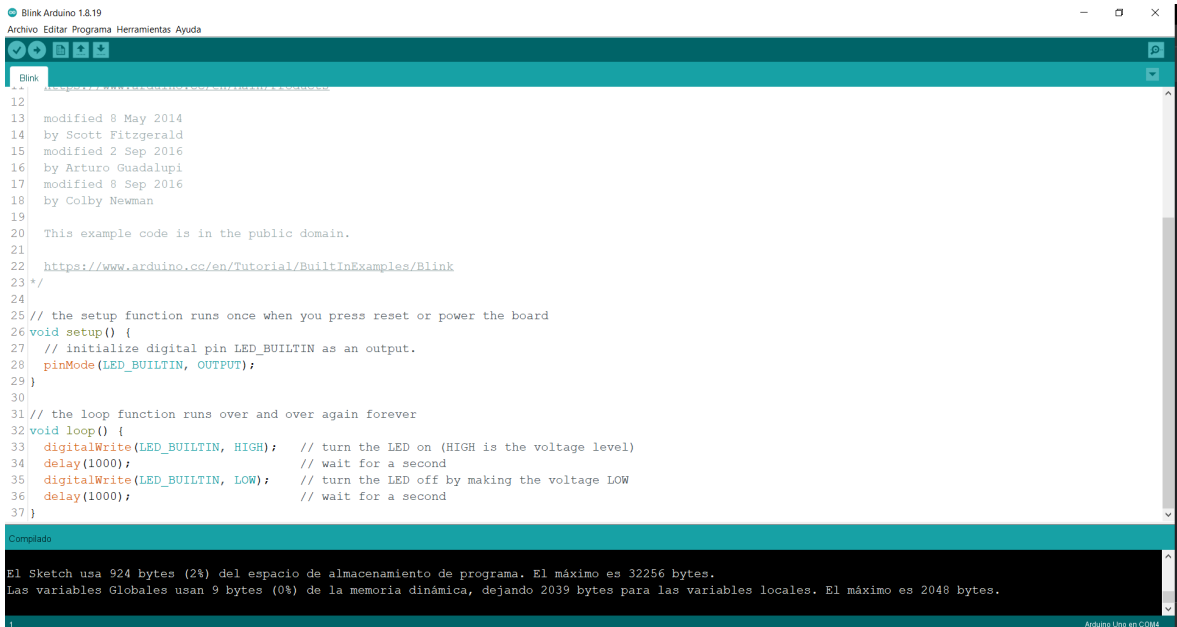 Blink Arduino 1.8.19
Archivo Editar Programa Herramientas Ayuda
Blink
12
13 modified 8 May 2014
14 by Scott Fitzgerald
15 modified 2 Sep 2016
16 by Arturo Guadalupi
17 modified 8 Sep 2016
18 by Colby Newman
19
20 This example code is in the public domain.
21
22 https://www.arduino.cc/en/Tutorial/BuiltInExamples/Blink
23 */
24
25 // the setup function runs once when you press reset or power the board
26 void setup() {
27 // initialize digital pin LED_BUILTIN as an output.
28 pinMode(LED_BUILTIN, OUTPUT);
29 }
30
31 // the loop function runs over and over again forever
32 void loop() {
33 digitalWrite(LED_BUILTIN, HIGH); // turn the LED on (HIGH is the voltage level)
34 delay(1000); // wait for a second
35 digitalWrite(LED_BUILTIN, LOW); // turn the LED off by making the voltage LOW
36 delay(1000); // wait for a second
37 }
Compilado
El Sketch usa 924 bytes (2%) del espacio de almacenamiento de programa. El máximo es 32256 bytes.
Las variables Globales usan 9 bytes (0%) de la memoria dinámica, dejando 2039 bytes para las variables locales. El máximo es 2048 bytes.
1 Arduino Uno en COM4